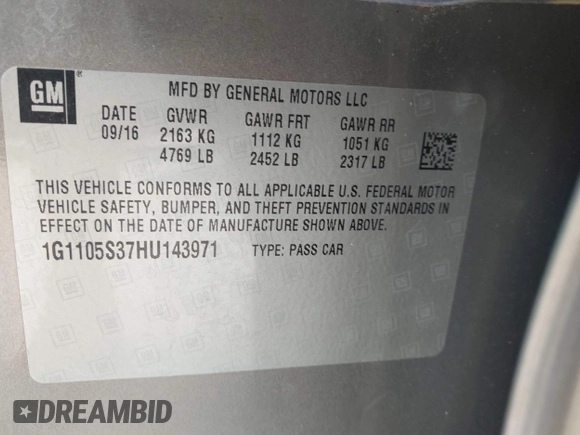 GM ®
MFD BY GENERAL MOTORS LLC
DATE GVWR GAWR FRT GAWR RR
09/16 2163 KG 1112 KG 1051 KG
4769 LB 2452 LB 2317 LB
THIS VEHICLE CONFORMS TO ALL APPLICABLE U.S. FEDERAL MOTOR
VEHICLE SAFETY, BUMPER, AND THEFT PREVENTION STANDARDS IN
EFFECT ON THE DATE OF MANUFACTURE SHOWN ABOVE.
1G1105S37HU143971 TYPE: PASS CAR
DREAMBID